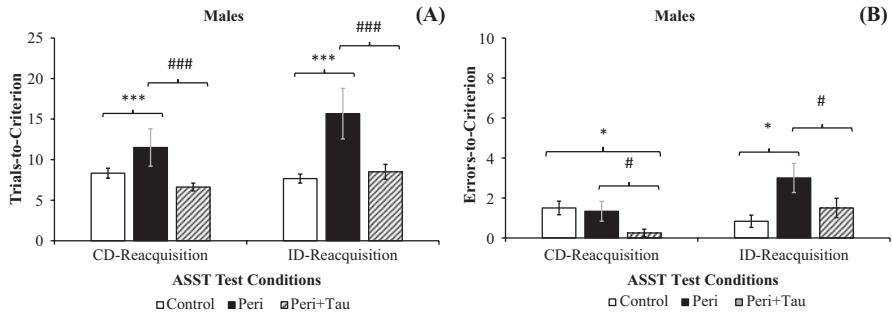 Males
(A)
Trials-to-Criterion
25
20
15
10
5
0
***
###
***
###
CD-Reacquisition
ID-Reacquisition
ASST Test Conditions
Control
Peri
Peri+Tau
Males
(B)
Errors-to-Criterion
10
8
6
4
2
0
*
#
*
#
CD-Reacquisition
ID-Reacquisition
ASST Test Conditions
Control
Peri
Peri+Tau